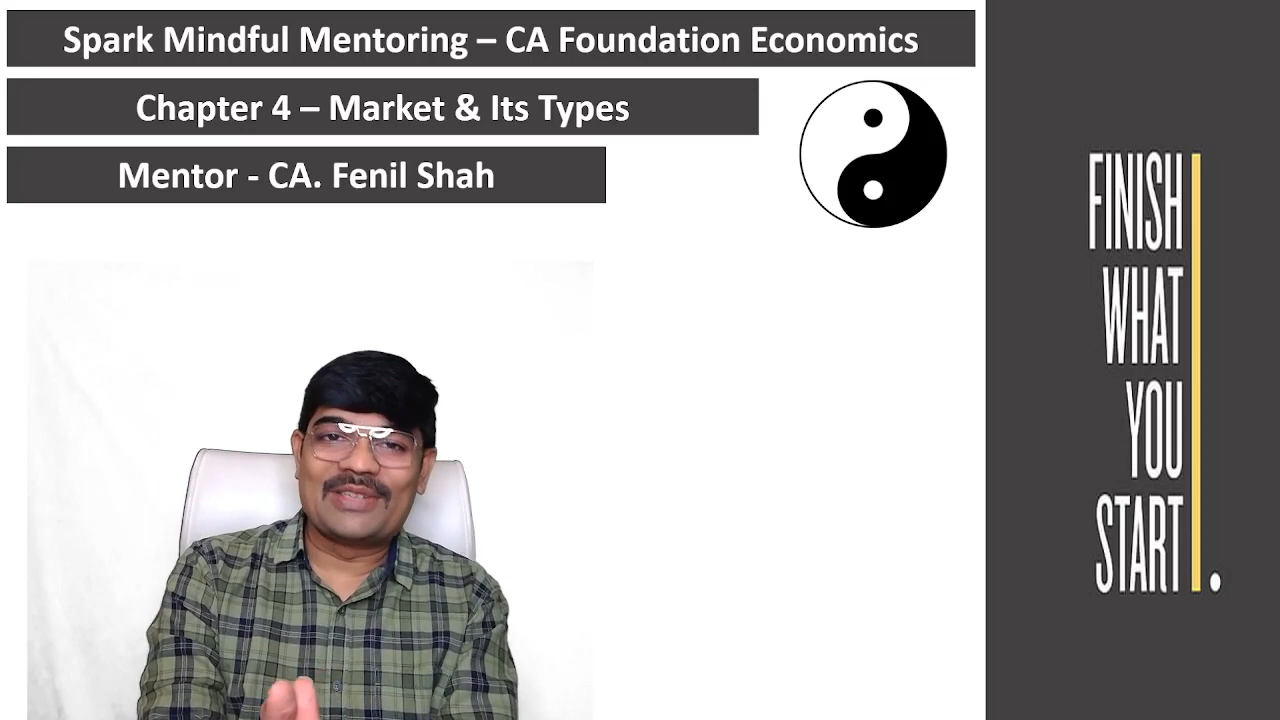 Spark Mindful Mentoring – CA Foundation Economics
Chapter 4 – Market & Its Types
Mentor - CA. Fenil Shah
FINISH
WHAT
YOU
START.